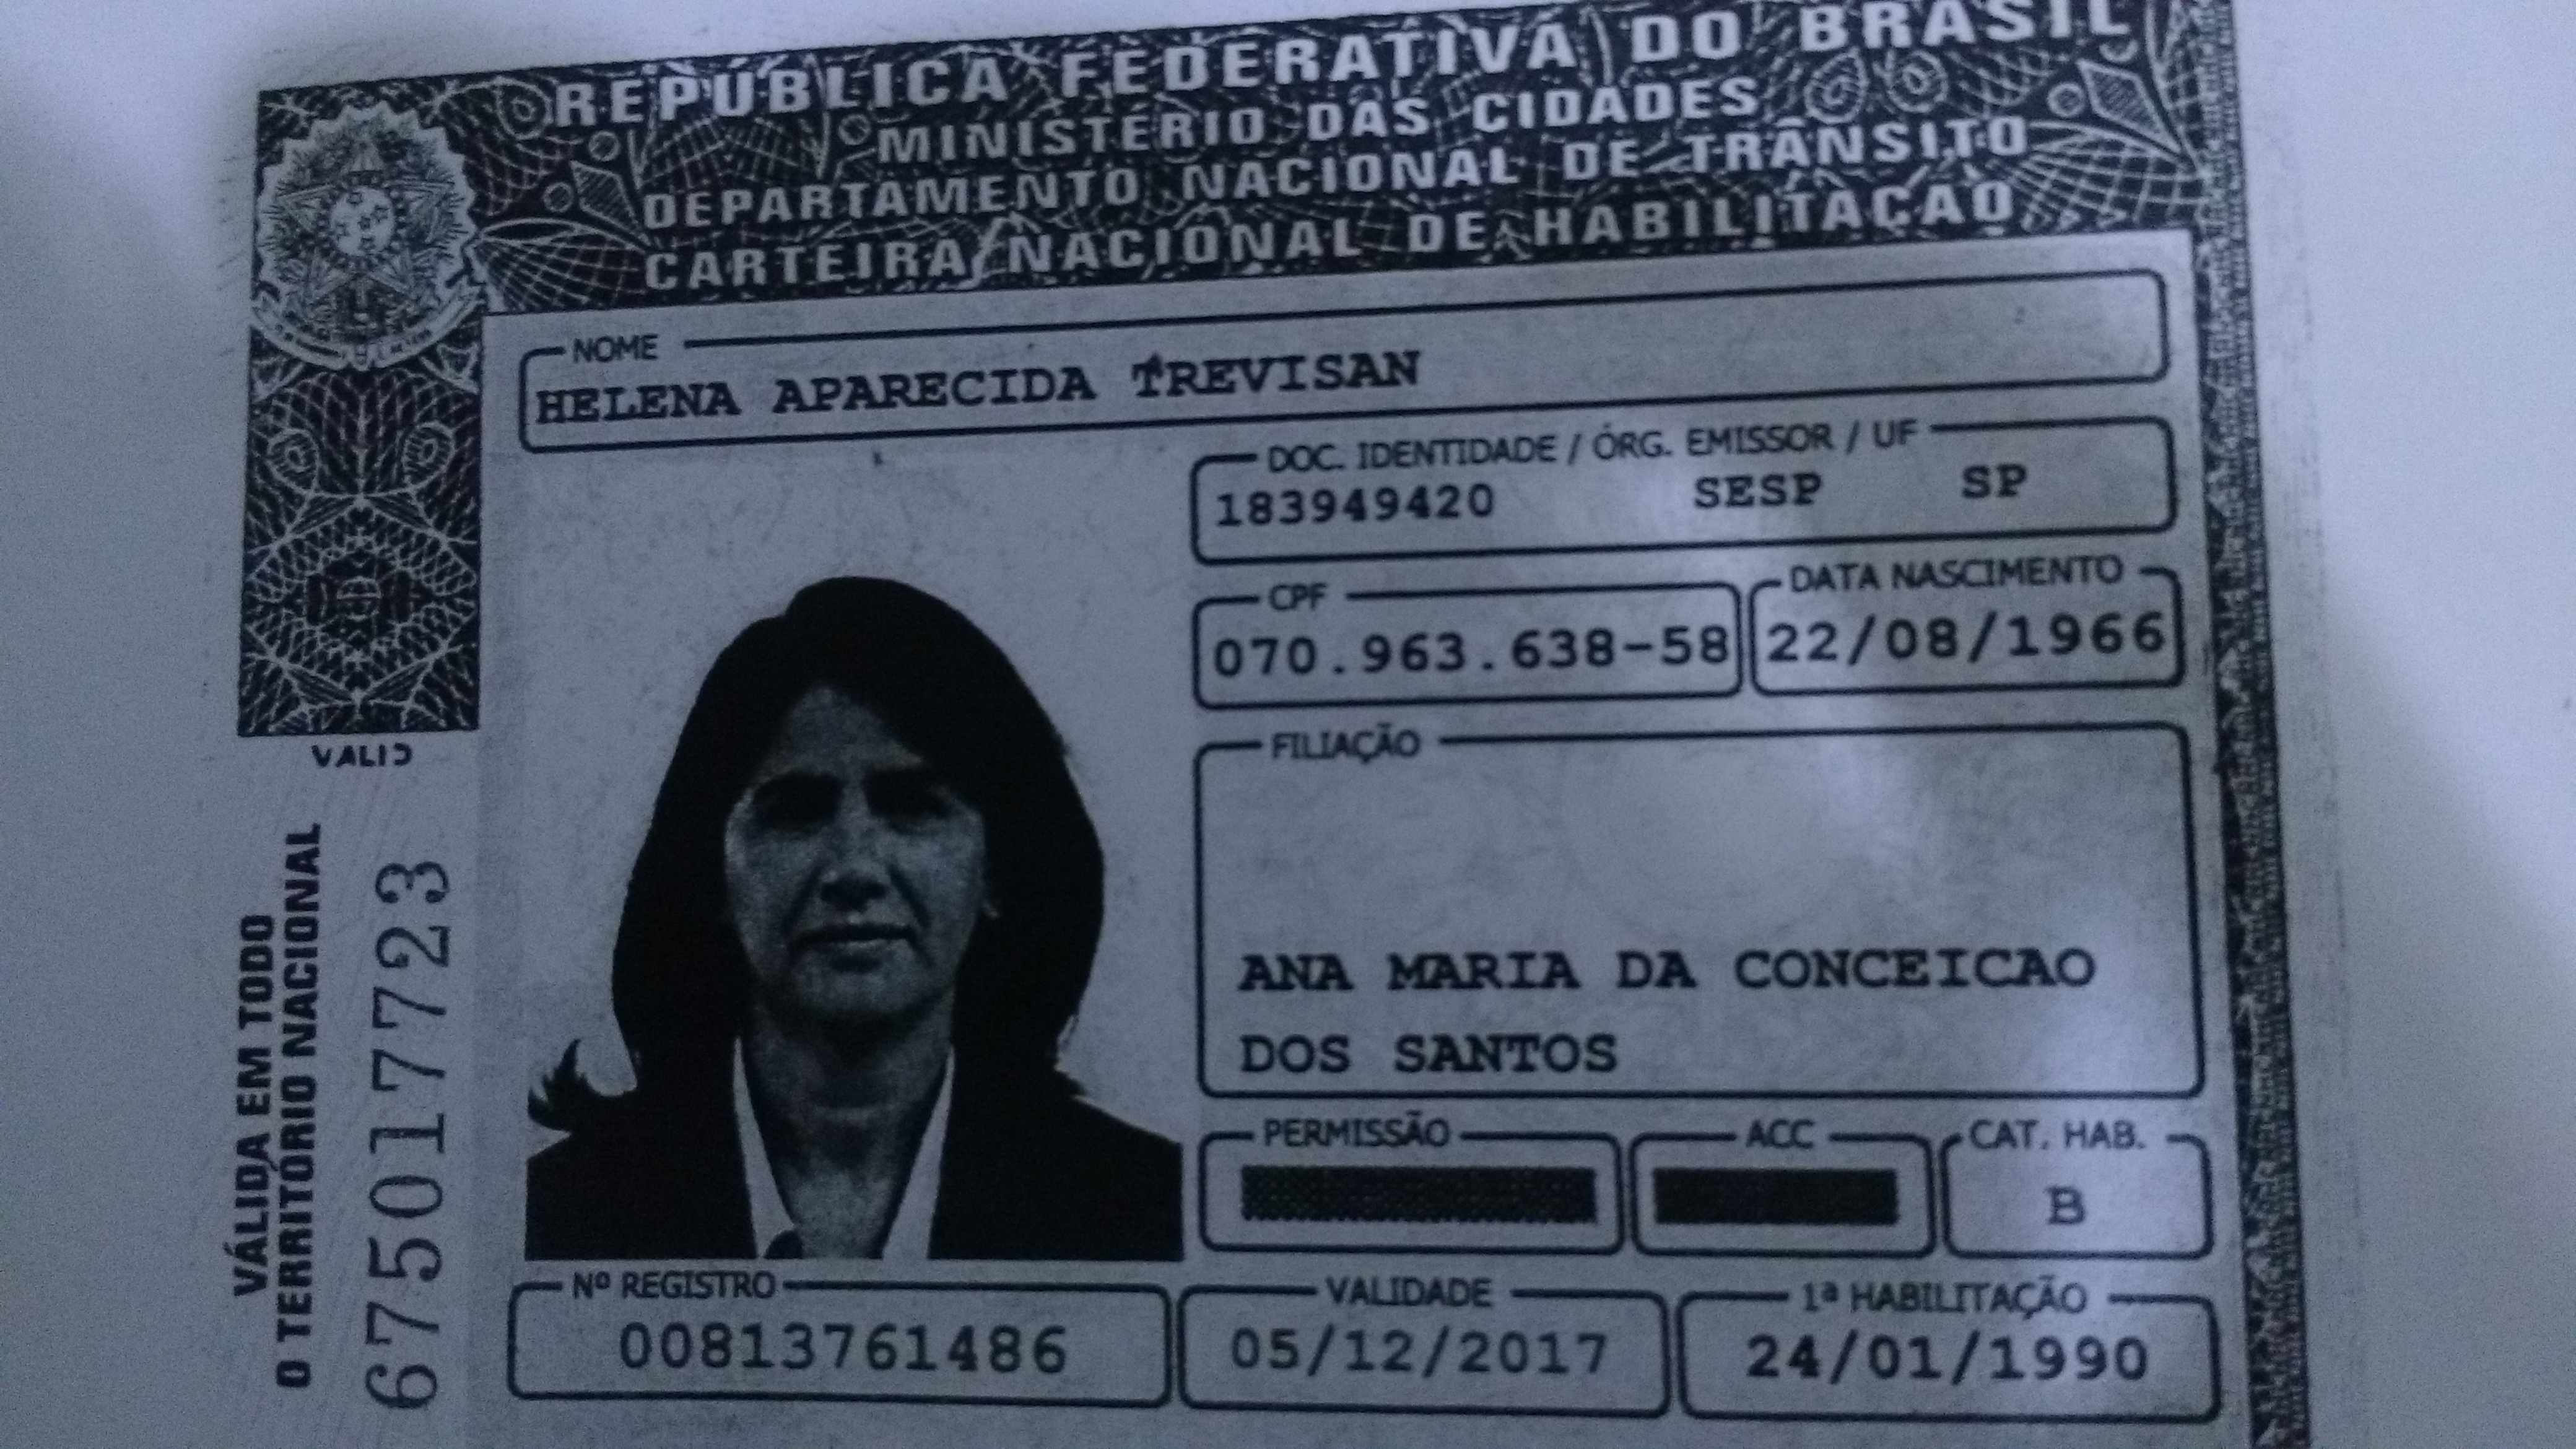 REPÚBLICA FEDERATIVA DO BRASIL
MINISTÉRIO DAS CIDADES
DEPARTAMENTO NACIONAL DE TRÂNSITO
CARTEIRA NACIONAL DE HABILITAÇÃO
NOME
HELENA APARECIDA TREVISAN
DOC. IDENTIDADE / ÓRG. EMISSOR / UF
183949420 SESP SP
CPF
070.963.638-58
DATA NASCIMENTO
22/08/1966
FILIAÇÃO
ANA MARIA DA CONCEICAO
DOS SANTOS
PERMISSÃO
ACC
CAT. HAB.
B
Nº REGISTRO
00813761486
VALIDADE
05/12/2017
1ª HABILITAÇÃO
24/01/1990
VALID
VÁLIDA EM TODO
O TERRITÓRIO NACIONAL
675017723